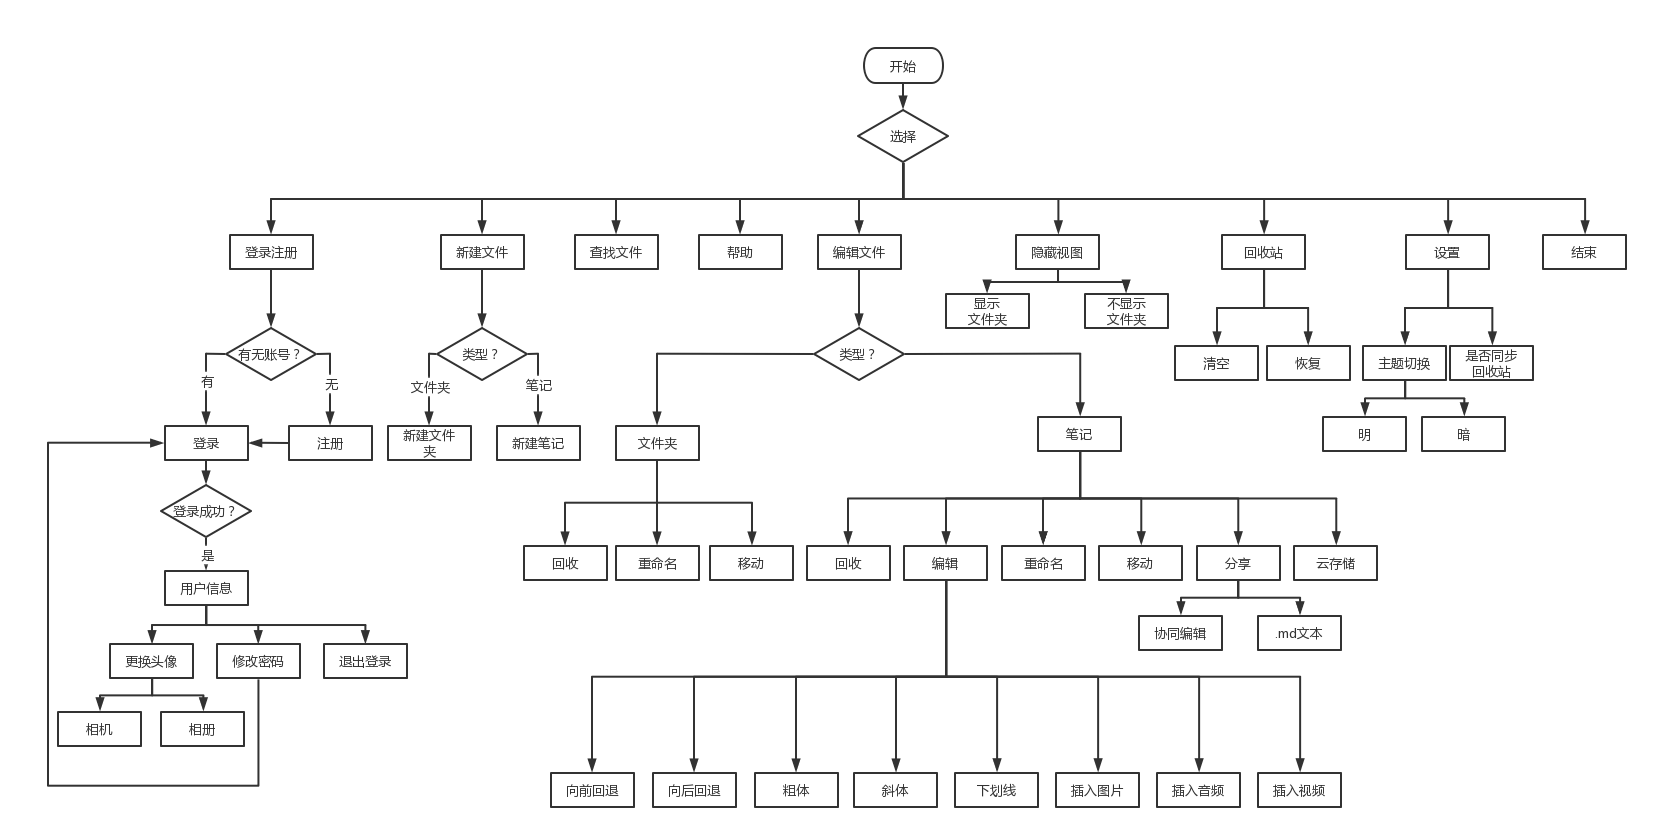 开始
选择
登录注册
新建文件
查找文件
帮助
编辑文件
隐藏视图
回收站
设置
结束
显示
文件夹
不显示
文件夹
有无账号？
类型？
类型？
清空
恢复
主题切换
是否同步
回收站
有
无
文件夹
笔记
明
暗
登录
注册
新建文件
夹
新建笔记
文件夹
笔记
登录成功？
是
回收
重命名
移动
回收
编辑
重命名
移动
分享
云存储
用户信息
协同编辑
.md文本
更换头像
修改密码
退出登录
相机
相册
向前回退
向后回退
粗体
斜体
下划线
插入图片
插入音频
插入视频